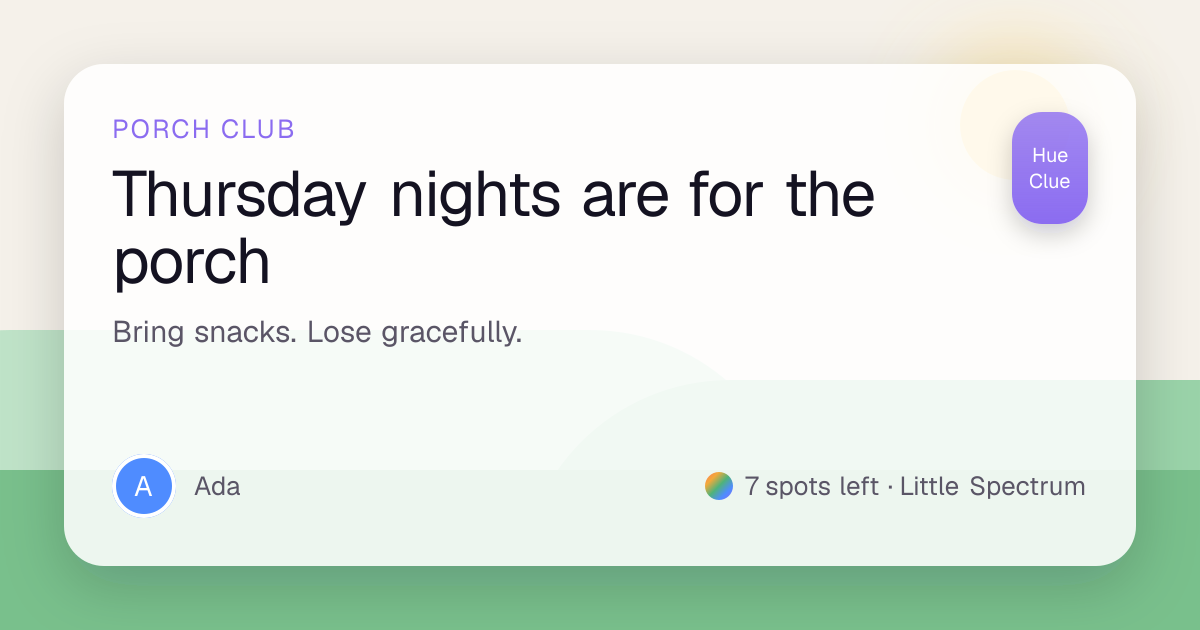 PORCH CLUB
Thursday nights are for the
porch
Bring snacks. Lose gracefully.
Hue
Clue
A
Ada
7 spots left · Little Spectrum